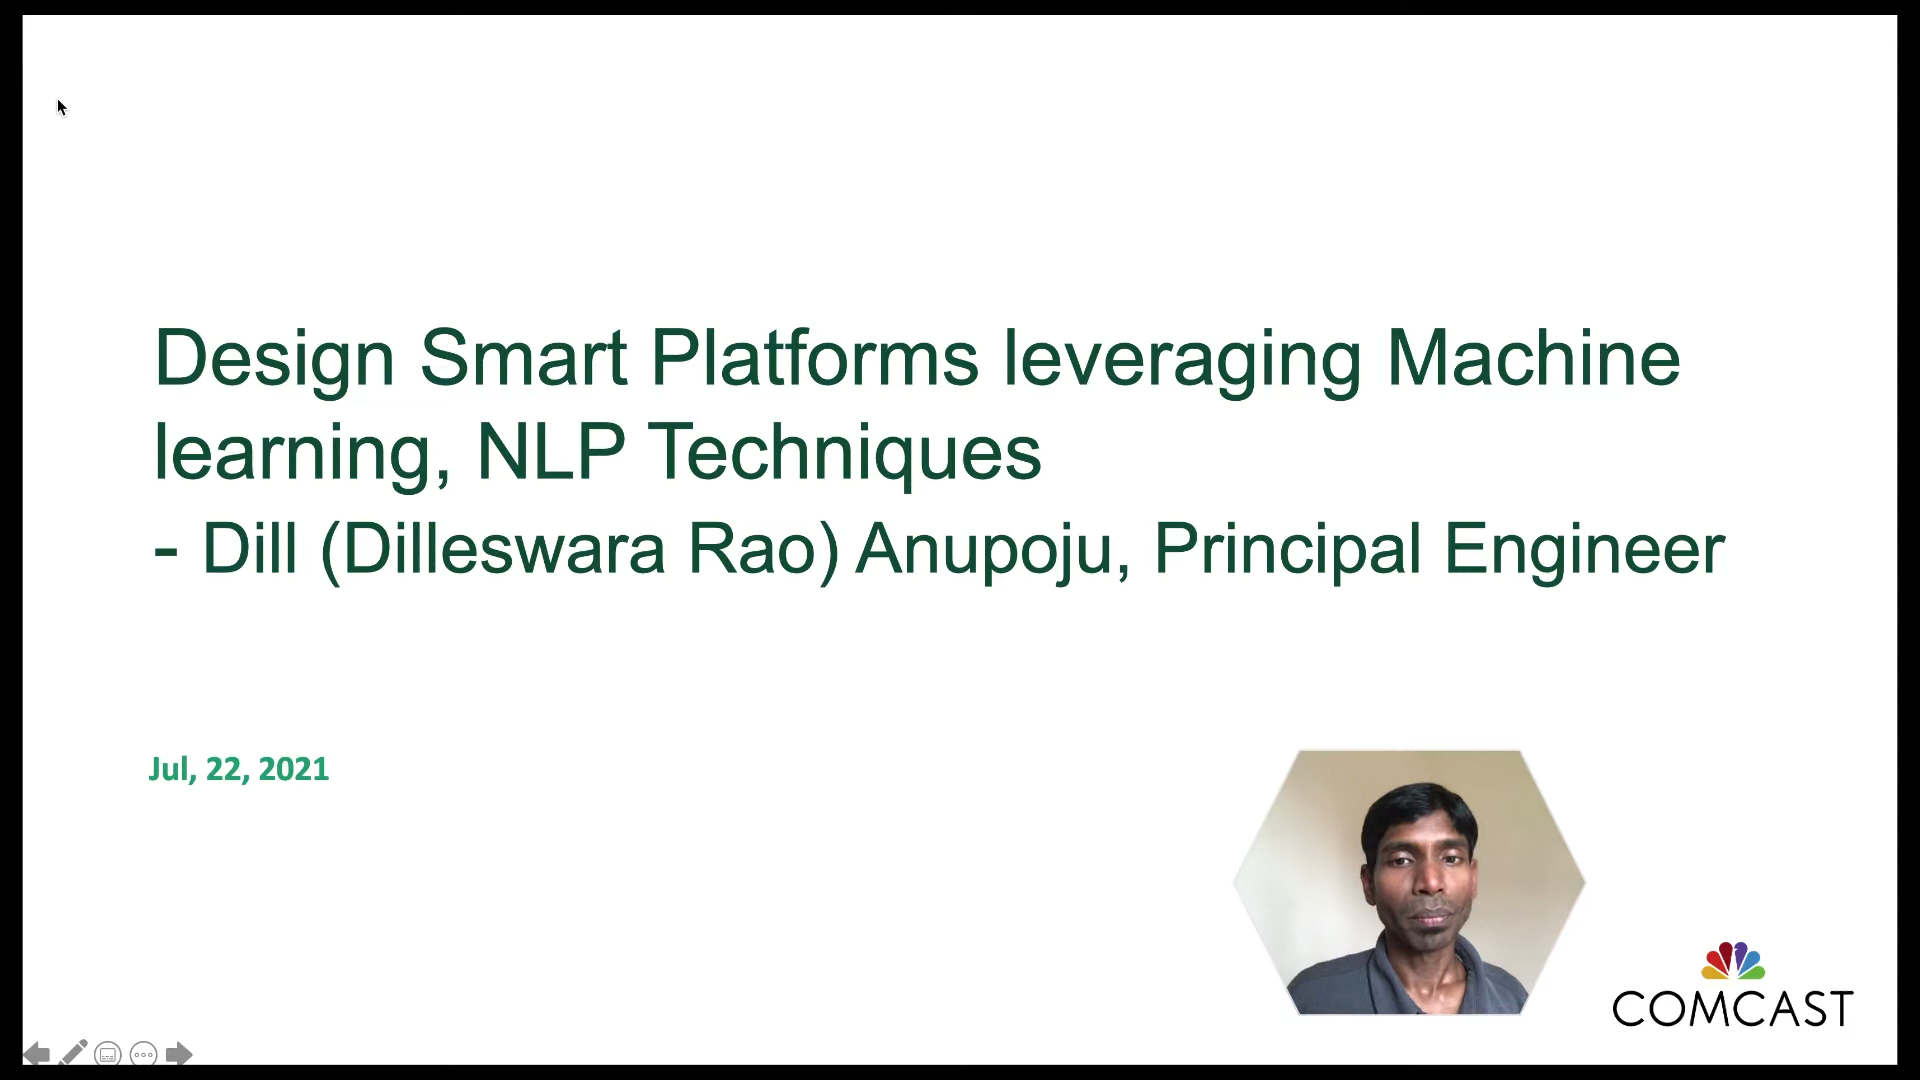 Design Smart Platforms leveraging Machine
learning, NLP Techniques
- Dill (Dilleswara Rao) Anupoju, Principal Engineer
Jul, 22, 2021
COMCAST